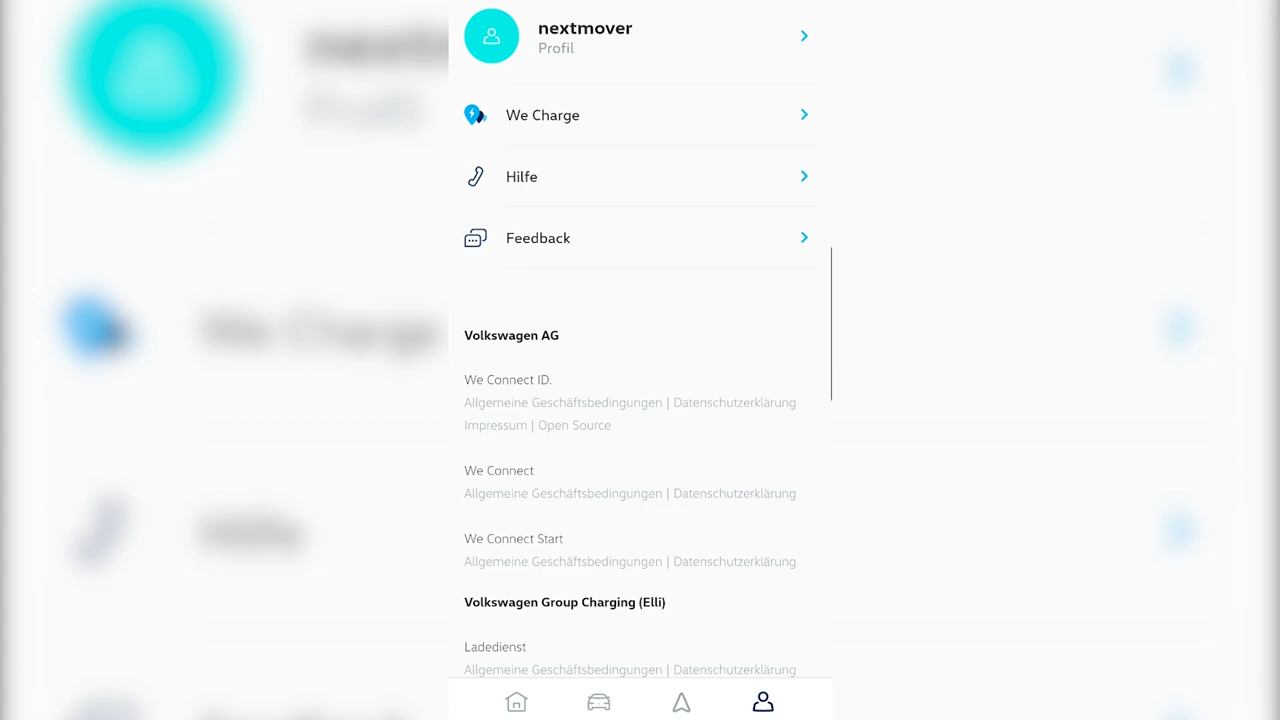 nextmover
Profil
We Charge
Hilfe
Feedback
Volkswagen AG
We Connect ID.
Allgemeine Geschäftsbedingungen | Datenschutzerklärung
Impressum | Open Source
We Connect
Allgemeine Geschäftsbedingungen | Datenschutzerklärung
We Connect Start
Allgemeine Geschäftsbedingungen | Datenschutzerklärung
Volkswagen Group Charging (Elli)
Ladedienst
Allgemeine Geschäftsbedingungen | Datenschutzerklärung